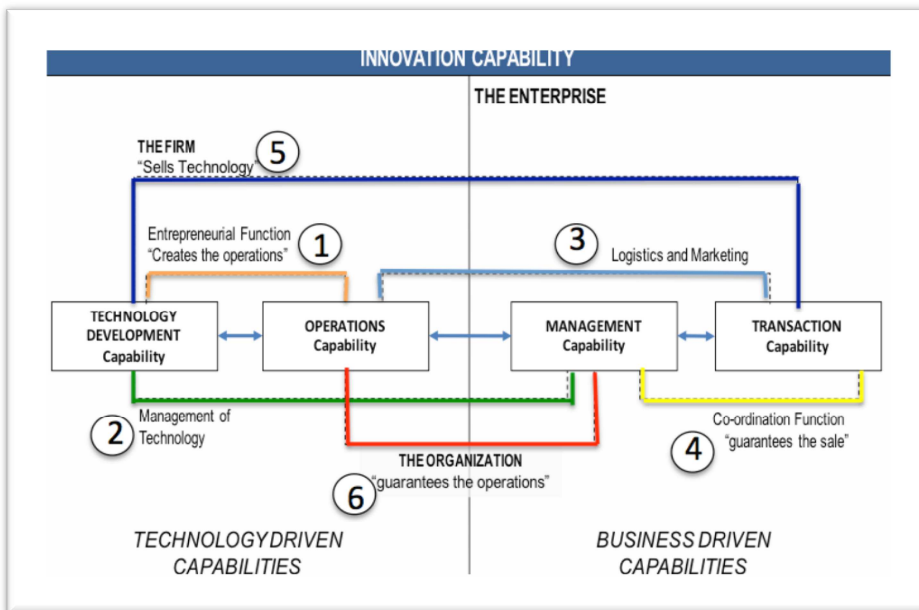 INNOVATION CAPABILITY
THE ENTERPRISE
THE FIRM
“Sells Technology”
5
Entrepreneurial Function
“Creates the operations”
1
3
Logistics and Marketing
TECHNOLOGY
DEVELOPMENT
Capability
OPERATIONS
Capability
MANAGEMENT
Capability
TRANSACTION
Capability
2
Management of
Technology
Co-ordination Function
“guarantees the sale”
4
THE ORGANIZATION
“guarantees the operations”
6
TECHNOLOGY DRIVEN
CAPABILITIES
BUSINESS DRIVEN
CAPABILITIES